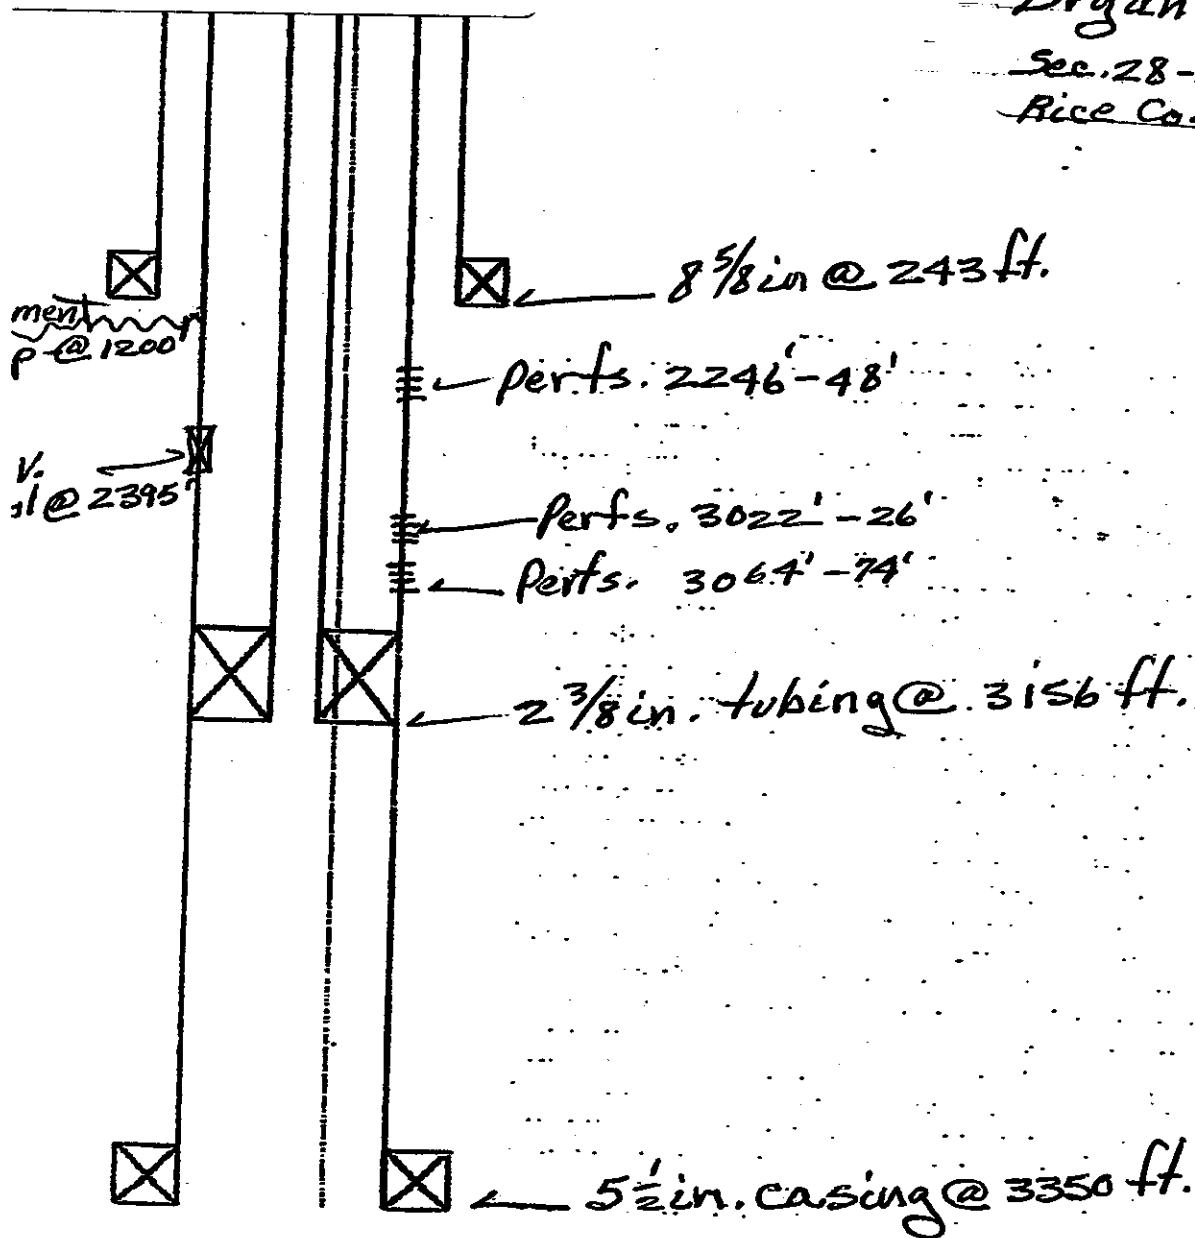 Sec. 28-
Rice Co.
8 5/8 in @ 243 ft.
ment
p @ 1200'
Perfs. 2246'-48'
V.
@ 2395'
Perfs. 3022'-26'
Perfs. 3064'-74'
2 3/8 in. tubing @ 3156 ft.
5 1/2 in. casing @ 3350 ft.